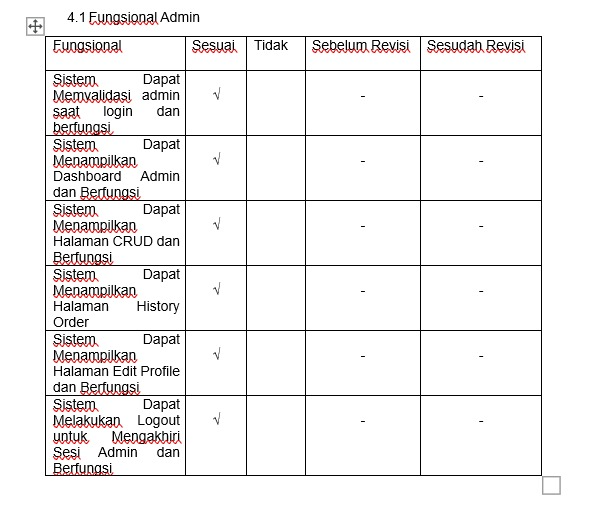 4.1 Fungsional Admin
Fungsional Sesuai Tidak Sebelum Revisi Sesudah Revisi
Sistem Dapat
Memvalidasi admin
saat login dan
berfungsi
√ - -
Sistem Dapat
Menampilkan
Dashboard Admin
dan Berfungsi
√ - -
Sistem Dapat
Menampilkan
Halaman CRUD dan
Berfungsi
√ - -
Sistem Dapat
Menampilkan
Halaman History
Order
√ - -
Sistem Dapat
Menampilkan
Halaman Edit Profile
dan Berfungsi
√ - -
Sistem Dapat
Melakukan Logout
untuk Mengakhiri
Sesi Admin dan
Berfungsi
√ - -